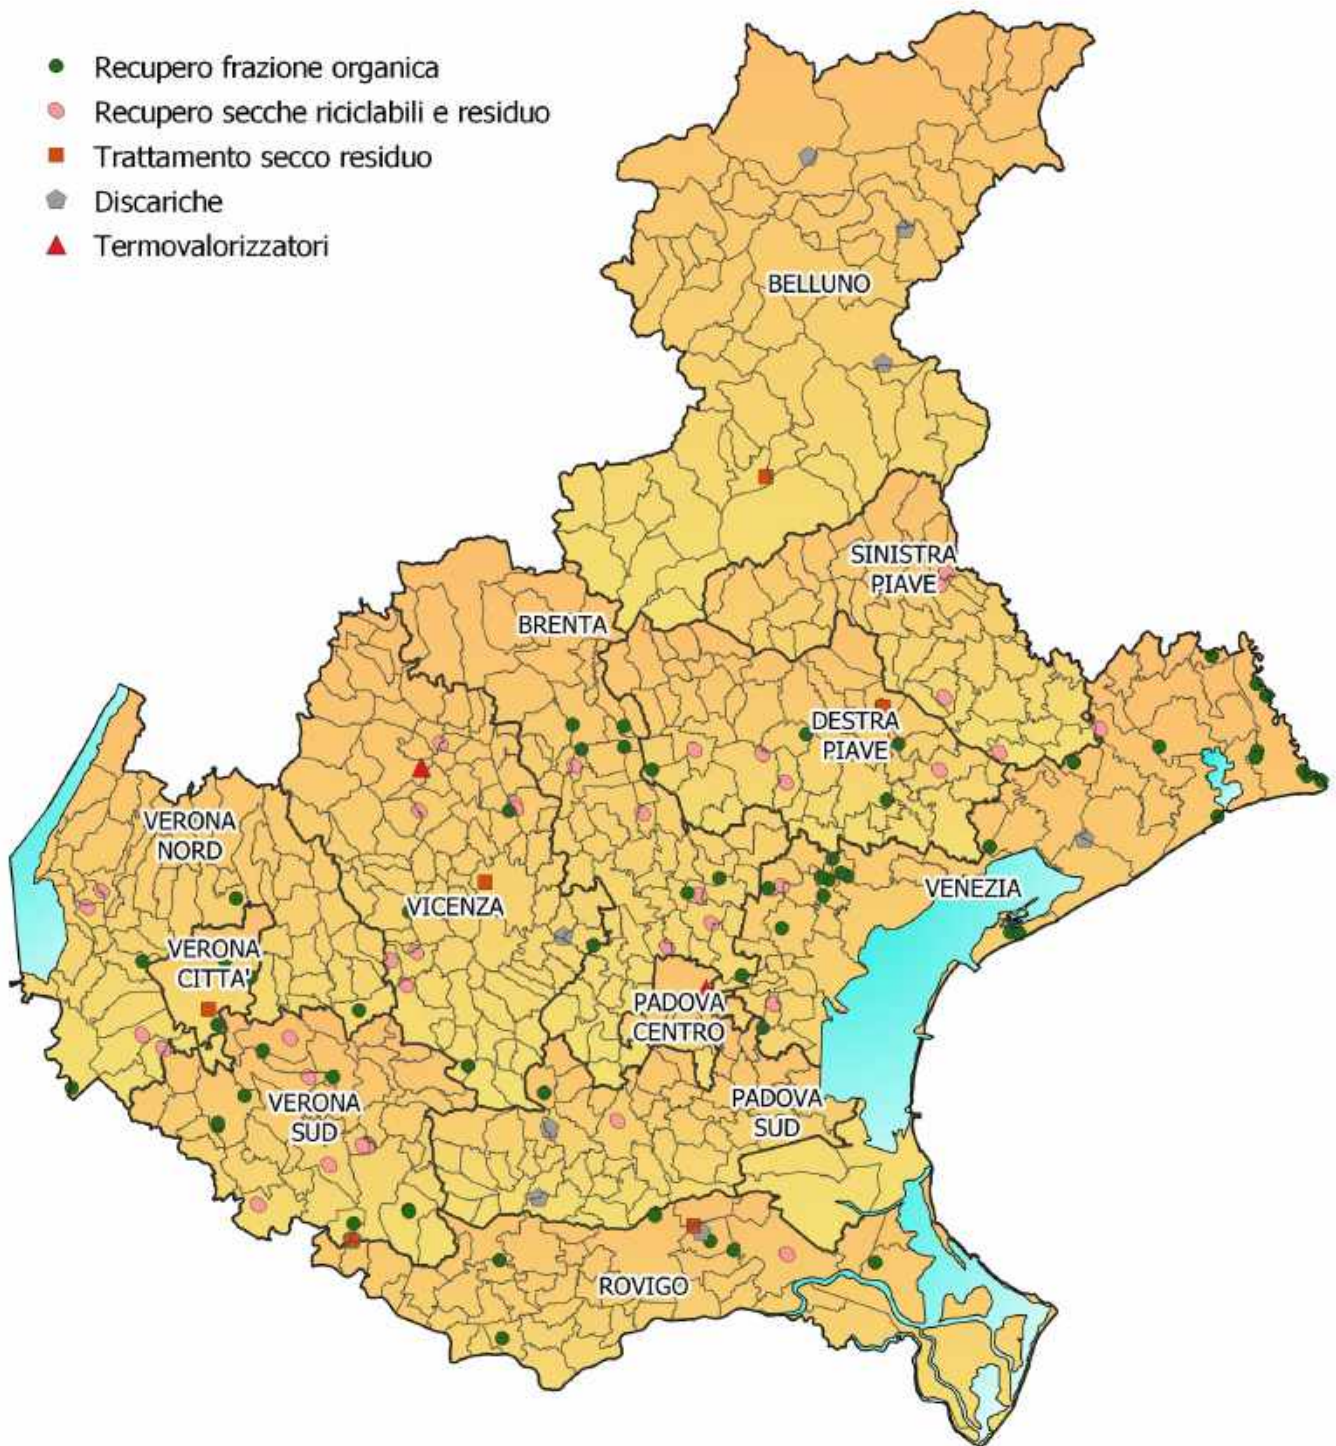 Recupero frazione organica
Recupero secche riciclabili e residuo
Trattamento secco residuo
Discariche
Termovalorizzatori
BELLUNO
SINISTRA
PIAVE
BRENTA
DESTRA
PIAVE
VERONA
NORD
VENEZIA
VICENZA
VERONA
CITTA'
PADOVA
CENTRO
VERONA
SUD
PADOVA
SUD
ROVIGO